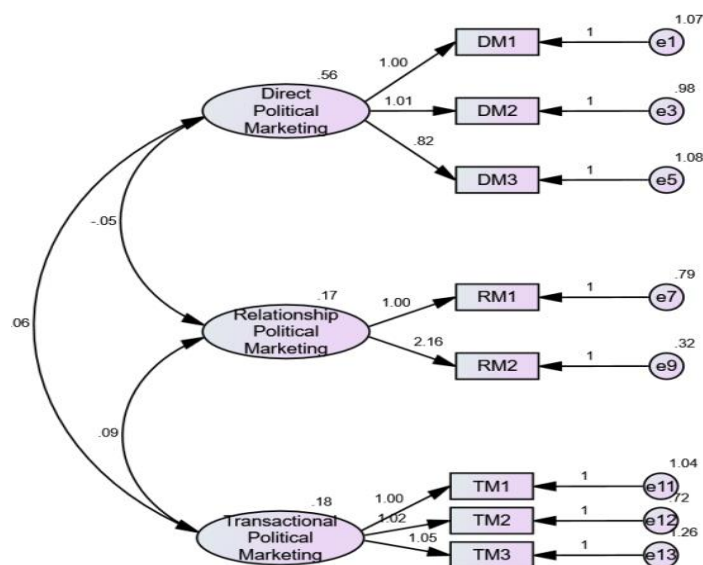 1.07
DM1
1
e1
.56
1.00
Direct
Political
Marketing
.98
1.01
DM2
1
e3
.82
1.08
DM3
1
e5
-.05
.79
.17
1.00
RM1
1
e7
Relationship
Political
Marketing
.06
2.16
.32
RM2
1
e9
.09
1.04
.18
1.00
TM1
1
e11
.72
Transactional
Political
Marketing
1.02
TM2
1
e12
1.26
1.05
TM3
1
e13